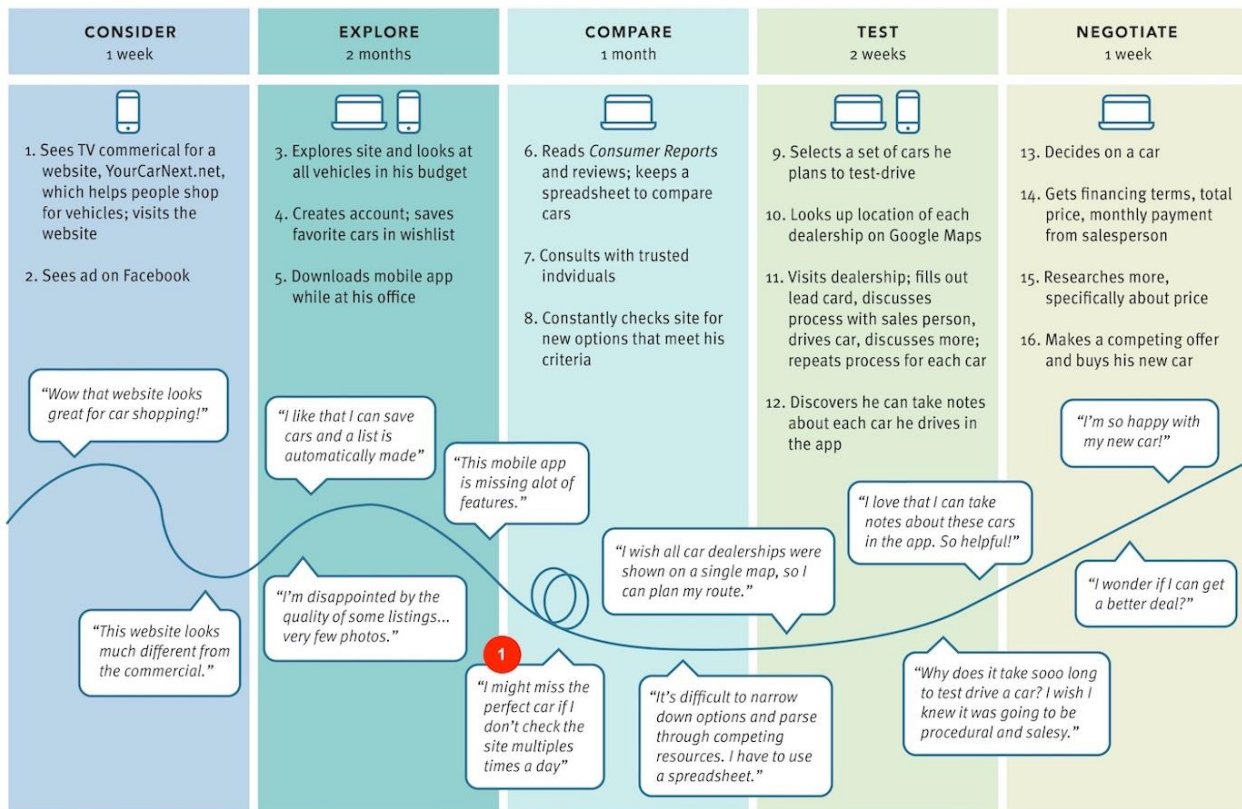 CONSIDER
1 week
EXPLORE
2 months
COMPARE
1 month
TEST
2 weeks
NEGOTIATE
1 week
1. Sees TV commerical for a
website, YourCarNext.net,
which helps people shop
for vehicles; visits the
website
2. Sees ad on Facebook
3. Explores site and looks at
all vehicles in his budget
4. Creates account; saves
favorite cars in wishlist
5. Downloads mobile app
while at his office
6. Reads Consumer Reports
and reviews; keeps a
spreadsheet to compare
cars
7. Consults with trusted
indviduals
8. Constantly checks site for
new options that meet his
criteria
9. Selects a set of cars he
plans to test-drive
10. Looks up location of each
dealership on Google Maps
11. Visits dealership; fills out
lead card, discusses
process with sales person,
drives car, discusses more;
repeats process for each car
12. Discovers he can take notes
about each car he drives in
the app
13. Decides on a car
14. Gets financing terms, total
price, monthly payment
from salesperson
15. Researches more,
specifically about price
16. Makes a competing offer
and buys his new car
“Wow that website looks
great for car shopping!”
“This website looks
much different from
the commercial.”
“I like that I can save
cars and a list is
automatically made”
“I’m disappointed by the
quality of some listings...
very few photos.”
“This mobile app
is missing alot of
features.”
1
“I might miss the
perfect car if I
don’t check the
site multiples
times a day”
“It’s difficult to narrow
down options and parse
through competing
resources. I have to use
a spreadsheet.”
“I wish all car dealerships were
shown on a single map, so I
can plan my route.”
“I love that I can take
notes about these cars
in the app. So helpful!”
“Why does it take sooo long
to test drive a car? I wish I
knew it was going to be
procedural and salesy.”
“I’m so happy with
my new car!”
“I wonder if I can get
a better deal?”